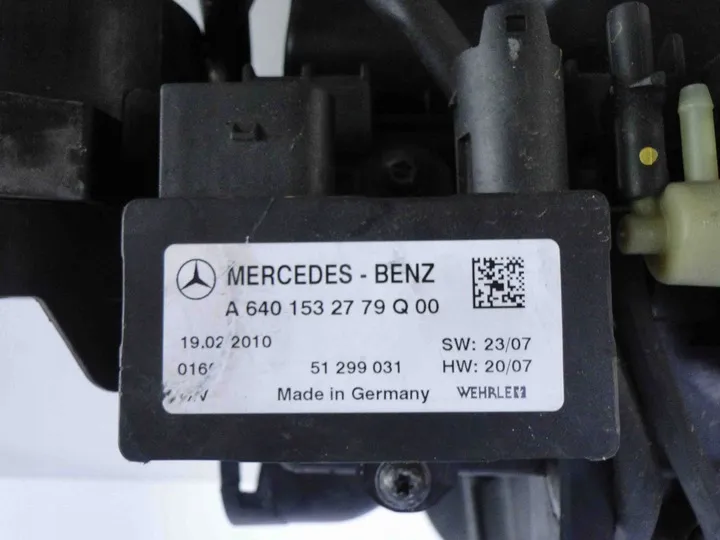 MERCEDES - BENZ
A 640 153 27 79 Q 00
19.02 2010 SW: 23/07
51 299 031 HW: 20/07
Made in Germany WEHRLE